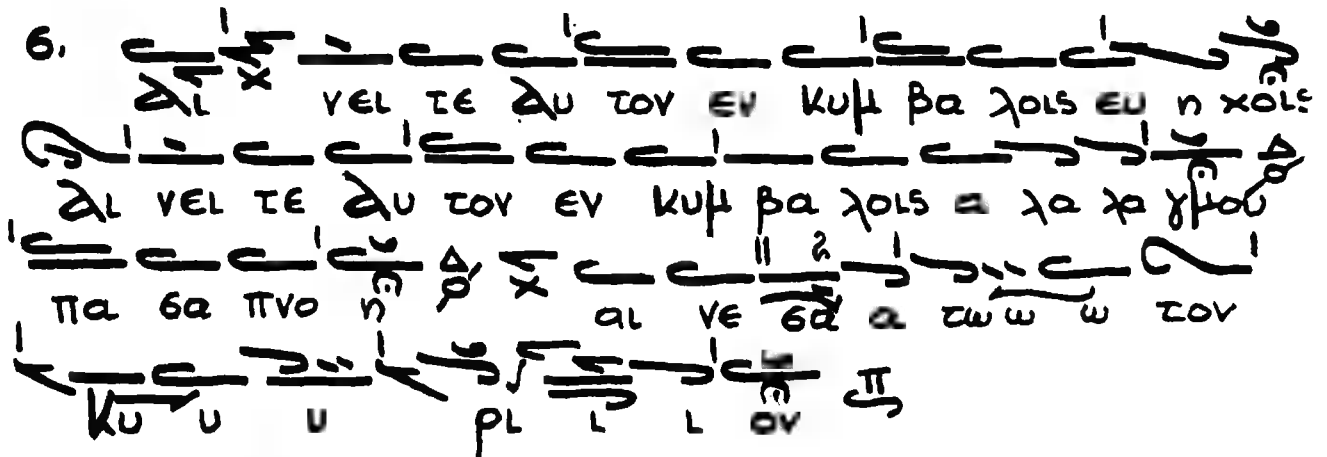 6. αι νει τε αυ τον εν κυμ βα λοις ευ η χοις
αι νει τε αυ τον εν κυμ βα λοις α λα λα γμου Δ
πα σα πνο η Δ αι νε σα α τω ω ω τον
Κυ υ υ ρι ι ι ον π